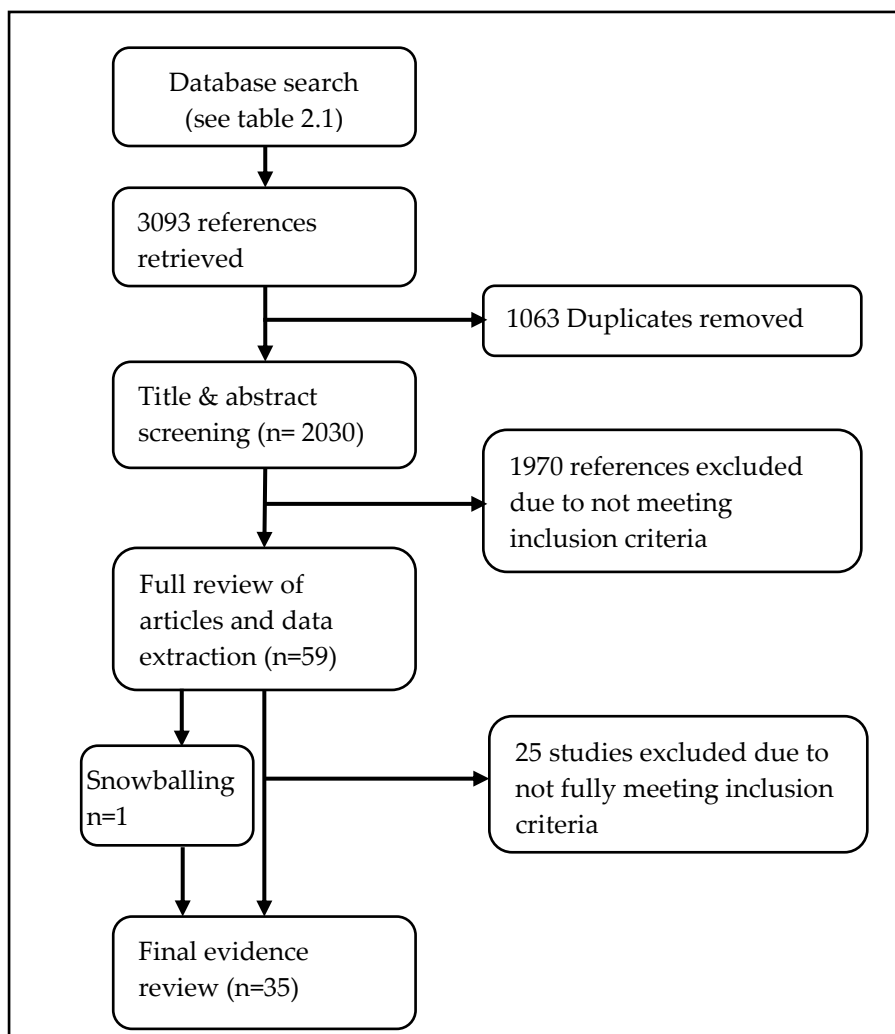 Database search
(see table 2.1)
3093 references
retrieved
1063 Duplicates removed
Title & abstract
screening (n= 2030)
1970 references excluded
due to not meeting
inclusion criteria
Full review of
articles and data
extraction (n=59)
Snowballing
n=1
25 studies excluded due to
not fully meeting inclusion
criteria
Final evidence
review (n=35)